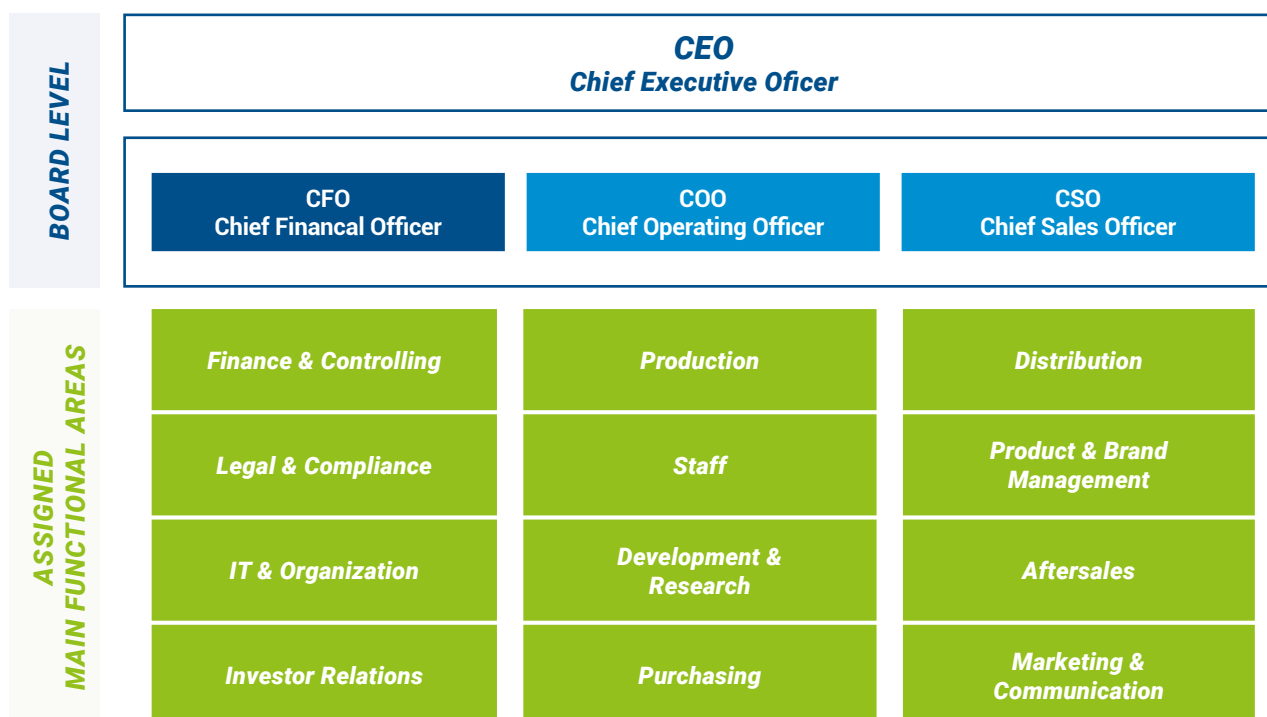 BOARD LEVEL
CEO
Chief Executive Oficer
CFO
Chief Financal Officer
COO
Chief Operating Officer
CSO
Chief Sales Officer
ASSIGNED
MAIN FUNCTIONAL AREAS
Finance & Controlling
Production
Distribution
Legal & Compliance
Staff
Product & Brand
Management
IT & Organization
Development &
Research
Aftersales
Investor Relations
Purchasing
Marketing &
Communication